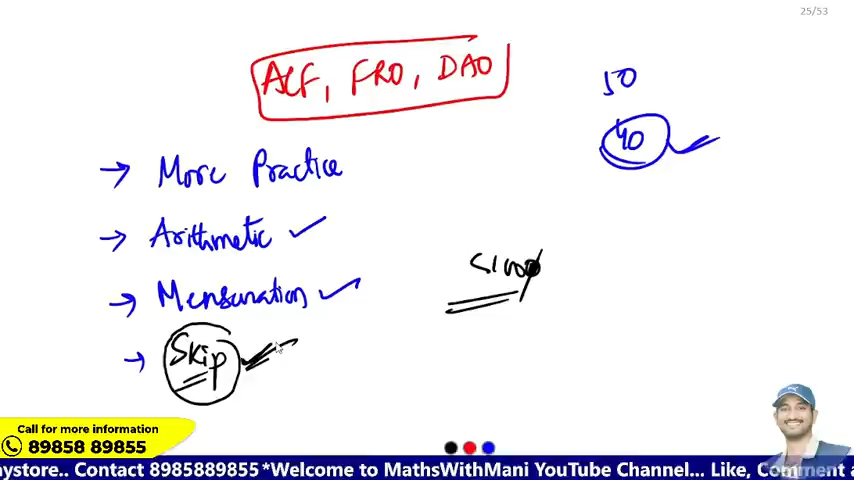 25/53
ACF, FRO, DAO
50
40
→ More Practice
→ Arithmetic ✓
→ Mensuration ✓
→ Skip ✓
Call for more information
89858 89855
aystore.. Contact 8985889855 *Welcome to MathsWithMani YouTube Channel... Like, Comment a